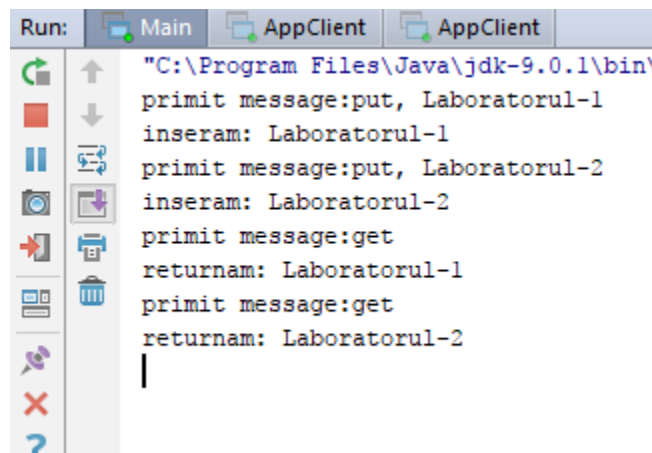 Run: Main AppClient AppClient
"C:\Program Files\Java\jdk-9.0.1\bin\
primit message:put, Laboratorul-1
inseram: Laboratorul-1
primit message:put, Laboratorul-2
inseram: Laboratorul-2
primit message:get
returnam: Laboratorul-1
primit message:get
returnam: Laboratorul-2